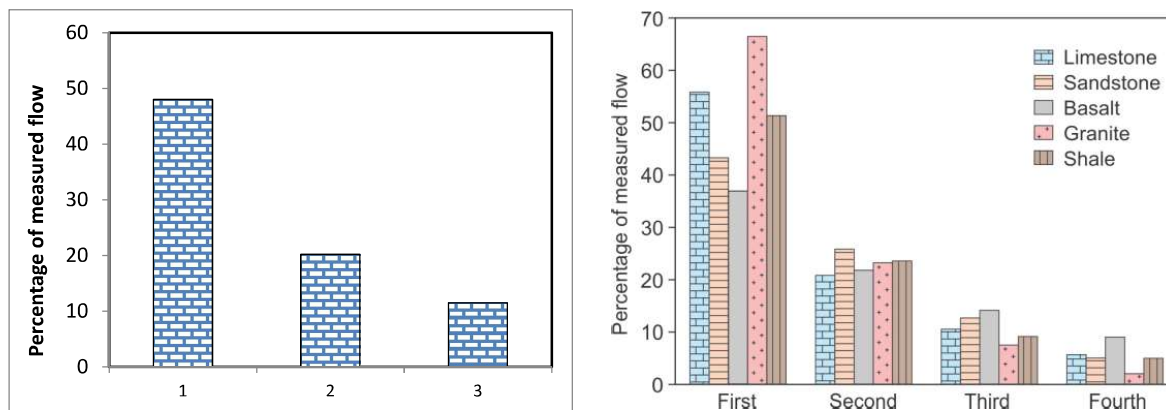 Percentage of measured flow
60
50
40
30
20
10
0
1 2 3
Percentage of measured flow
70
60
50
40
30
20
10
0
First Second Third Fourth
Limestone
Sandstone
Basalt
Granite
Shale